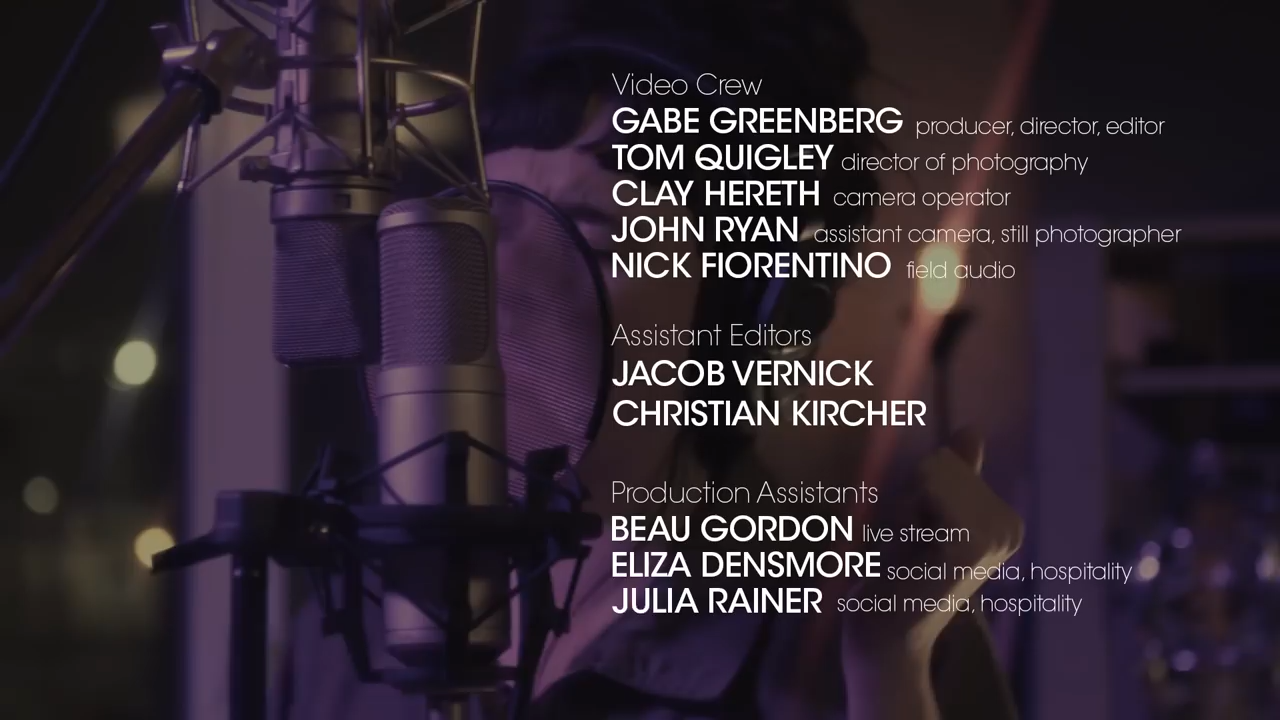 Video Crew
GABE GREENBERG producer, director, editor
TOM QUIGLEY director of photography
CLAY HERETH camera operator
JOHN RYAN assistant camera, still photographer
NICK FIORENTINO field audio
Assistant Editors
JACOB VERNICK
CHRISTIAN KIRCHER
Production Assistants
BEAU GORDON live stream
ELIZA DENSMORE social media, hospitality
JULIA RAINER social media, hospitality